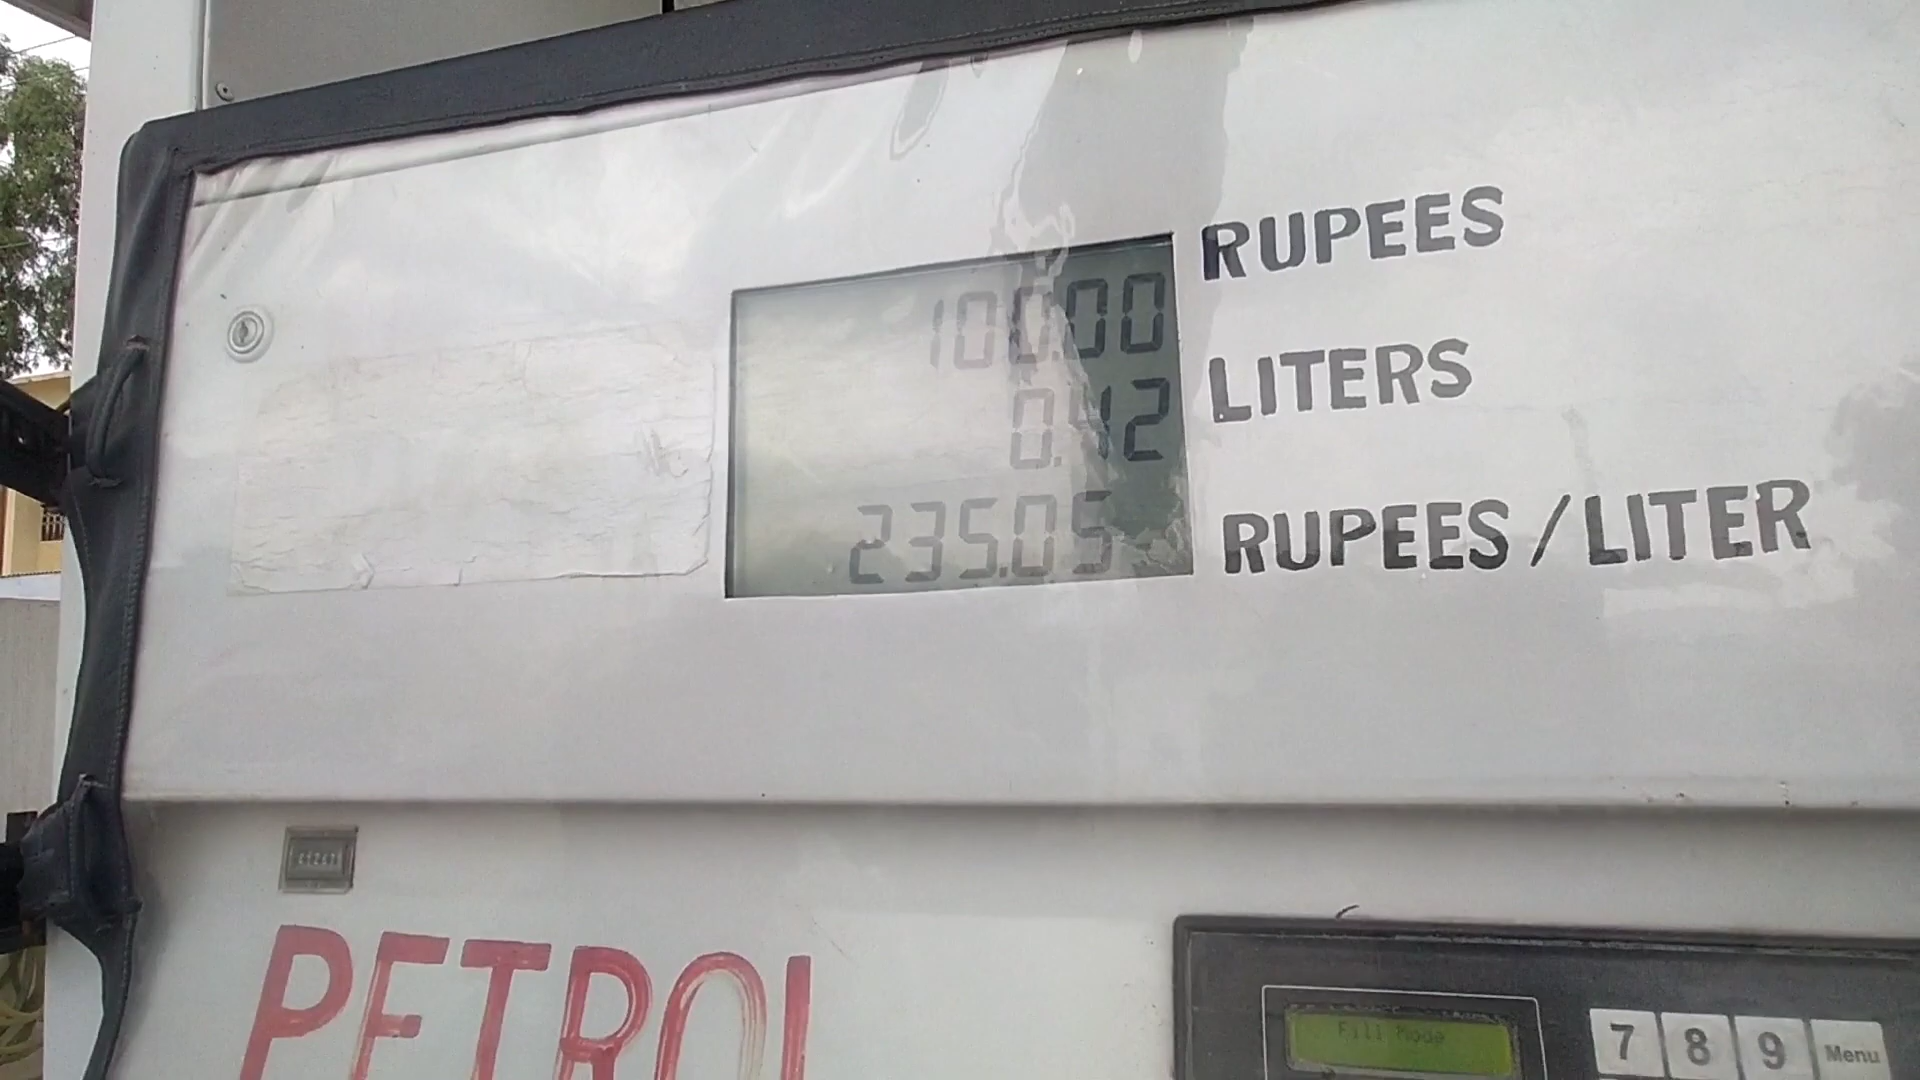 RUPEES
100.00
LITERS
0.42
RUPEES/LITER
235.05
PETROL
Fill Mode
7 8 9 Menu